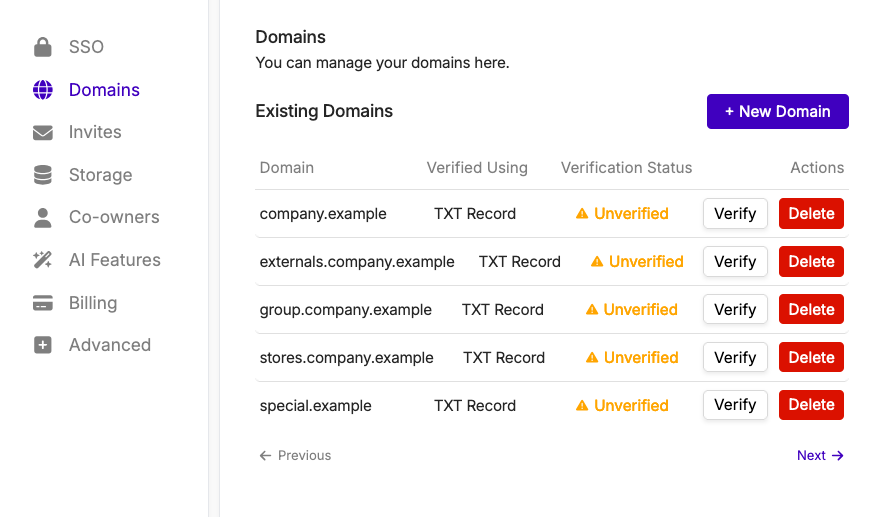 SSO
Domains
Invites
Storage
Co-owners
AI Features
Billing
Advanced
Domains
You can manage your domains here.
Existing Domains
+ New Domain
Domain Verified Using Verification Status Actions
company.example TXT Record Unverified Verify Delete
externals.company.example TXT Record Unverified Verify Delete
group.company.example TXT Record Unverified Verify Delete
stores.company.example TXT Record Unverified Verify Delete
special.example TXT Record Unverified Verify Delete
← Previous Next →